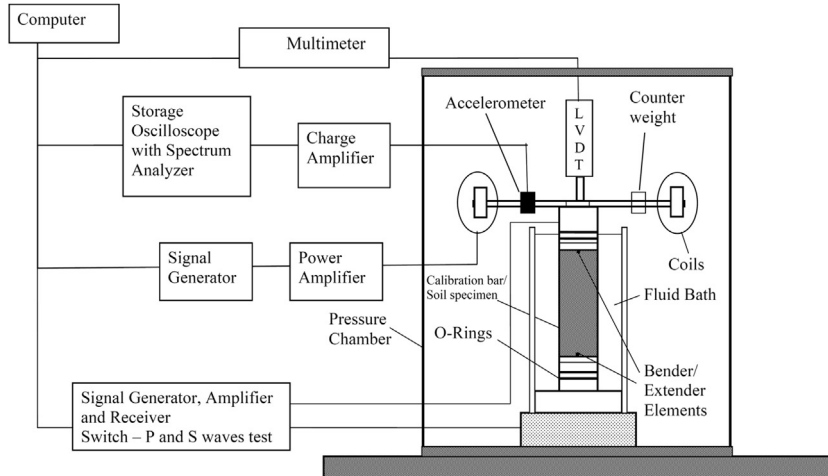 Computer
Multimeter
Storage
Oscilloscope
with Spectrum
Analyzer
Charge
Amplifier
Accelerometer
L
V
D
T
Counter
weight
Signal
Generator
Power
Amplifier
Coils
Calibration bar/
Soil specimen
Fluid Bath
Pressure
Chamber
O-Rings
Bender/
Extender
Elements
Signal Generator, Amplifier
and Receiver
Switch – P and S waves test